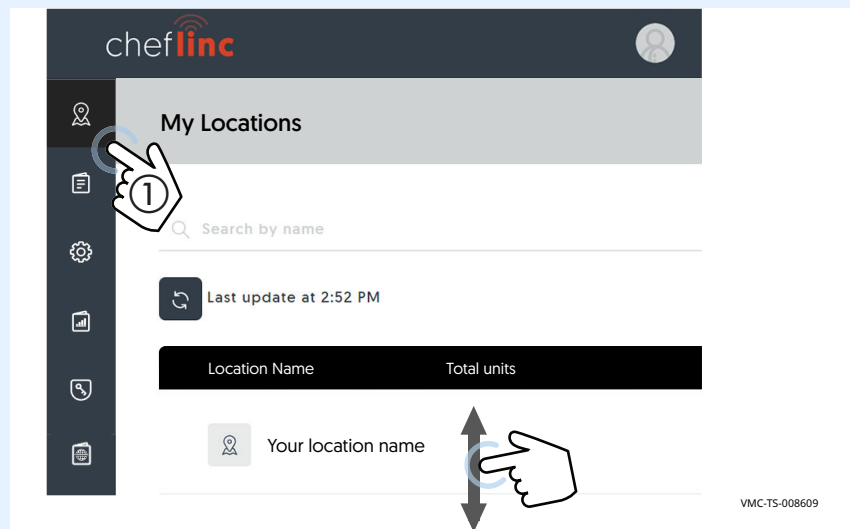 cheflinc
My Locations
1
Search by name
Last update at 2:52 PM
Location Name Total units
Your location name
VMC-TS-008609